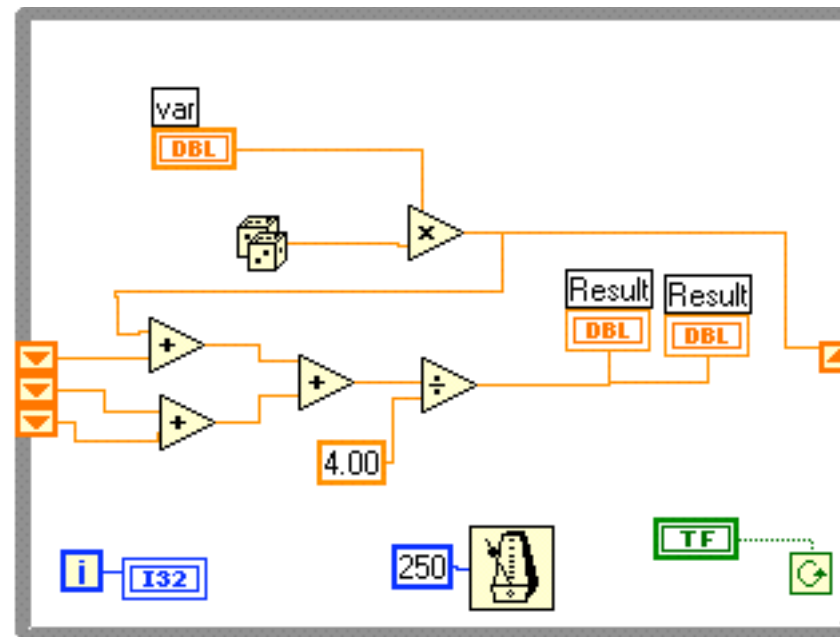 var
DBL
×
Result
Result
DBL
DBL
+
+
÷
+
4.00
TF
250
i
I32